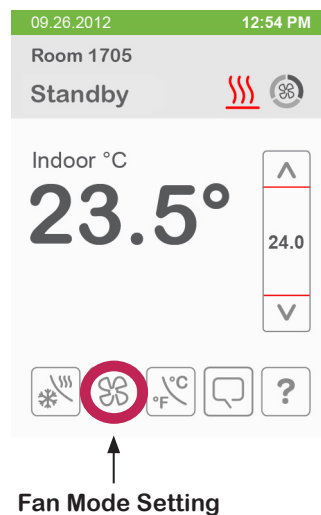 09.26.2012 12:54 PM
Room 1705
Standby
Indoor °C
23.5°
24.0
°C
°F
?
Fan Mode Setting